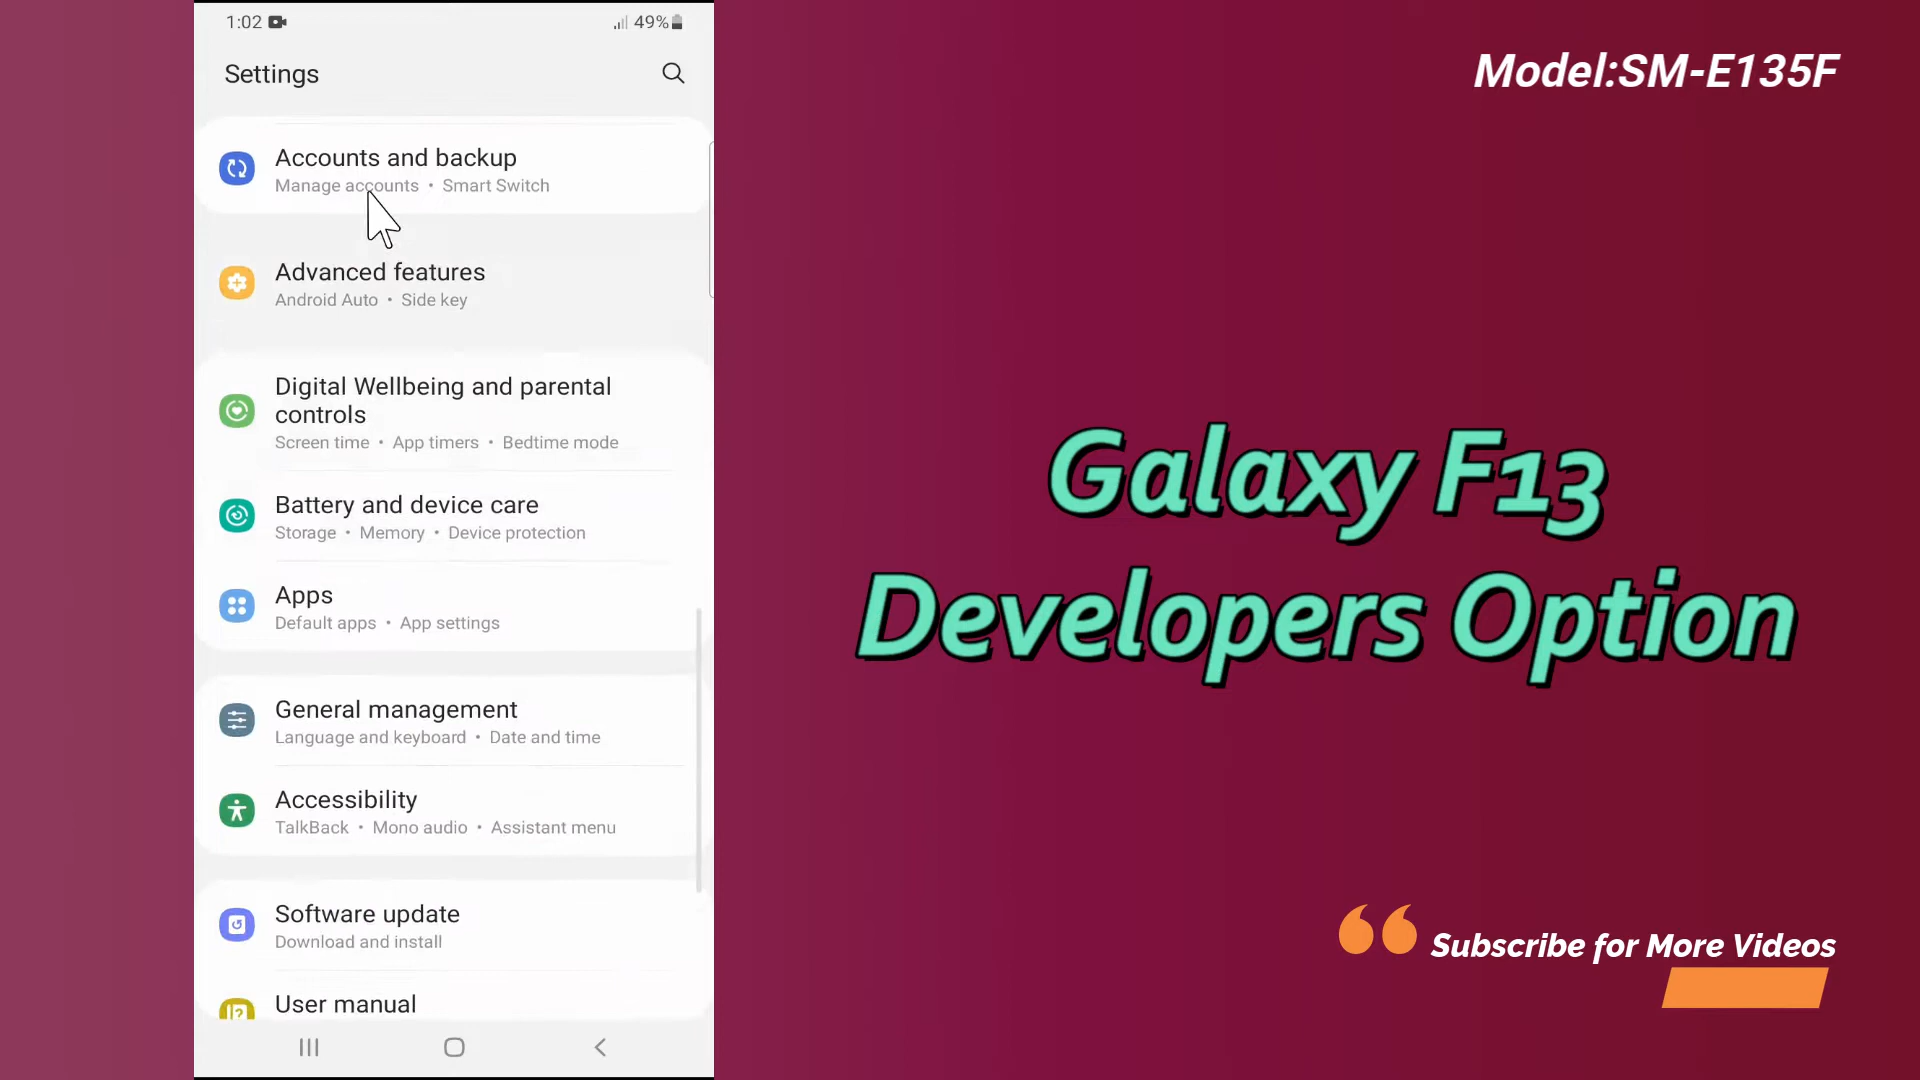 1:02
49%
Settings
Accounts and backup
Manage accounts • Smart Switch
Advanced features
Android Auto • Side key
Digital Wellbeing and parental
controls
Screen time • App timers • Bedtime mode
Battery and device care
Storage • Memory • Device protection
Apps
Default apps • App settings
General management
Language and keyboard • Date and time
Accessibility
TalkBack • Mono audio • Assistant menu
Software update
Download and install
User manual
Model:SM-E135F
Galaxy F13
Developers Option
Subscribe for More Videos